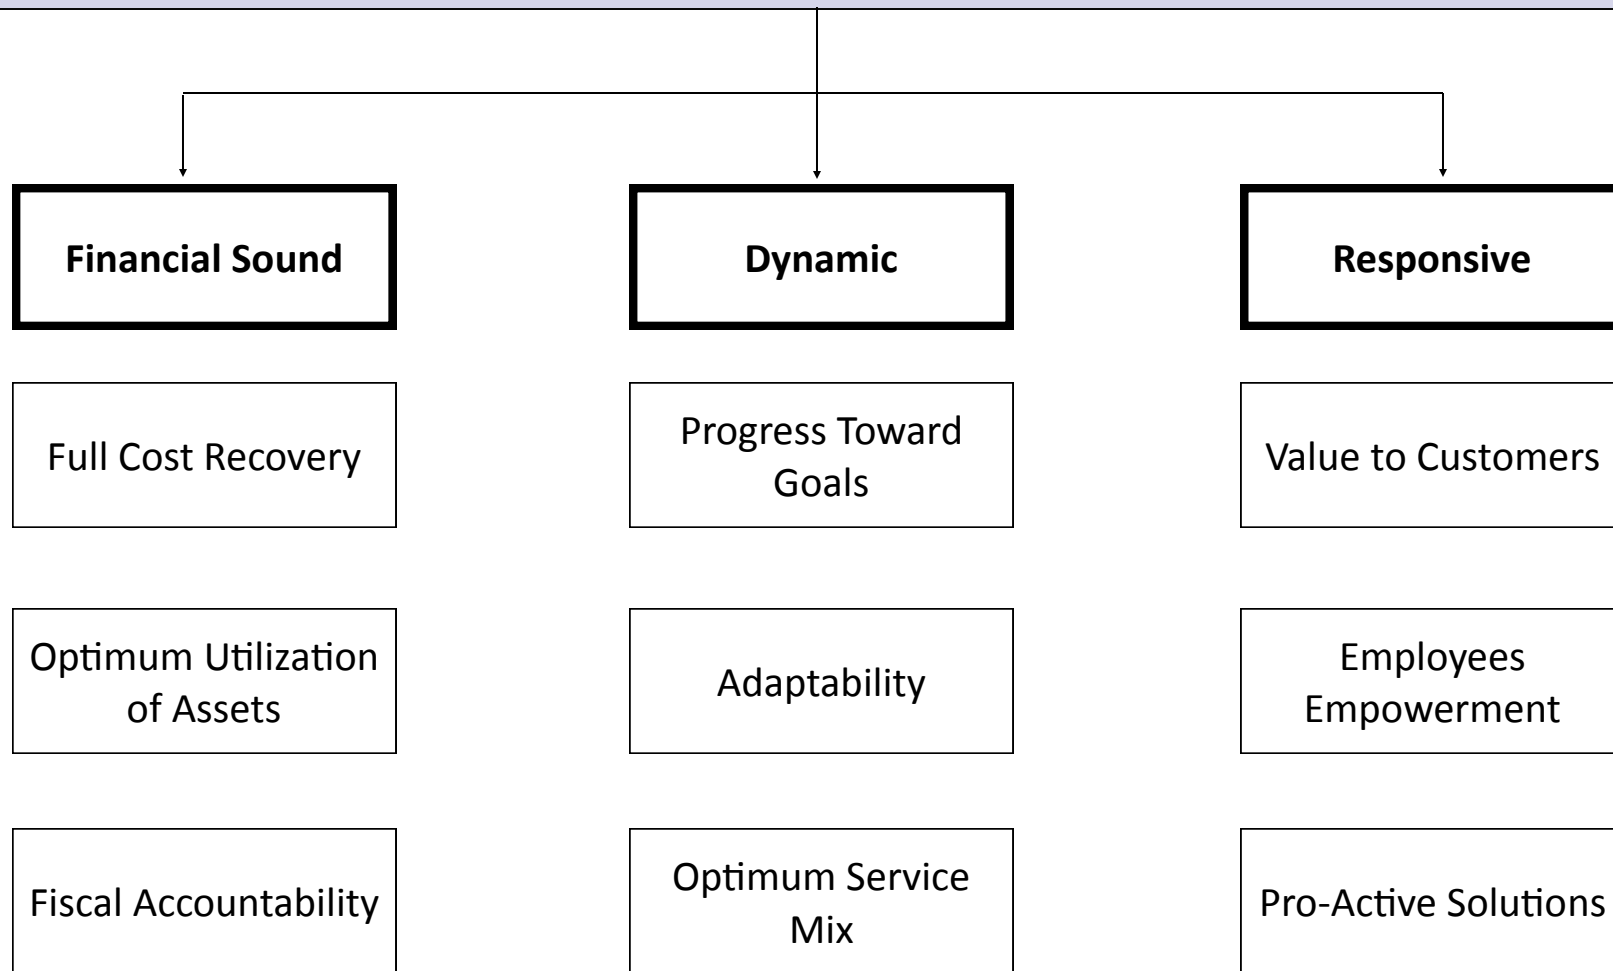 Financial Sound
Dynamic
Responsive
Full Cost Recovery
Progress Toward
Goals
Value to Customers
Optimum Utilization
of Assets
Adaptability
Employees
Empowerment
Fiscal Accountability
Optimum Service
Mix
Pro-Active Solutions